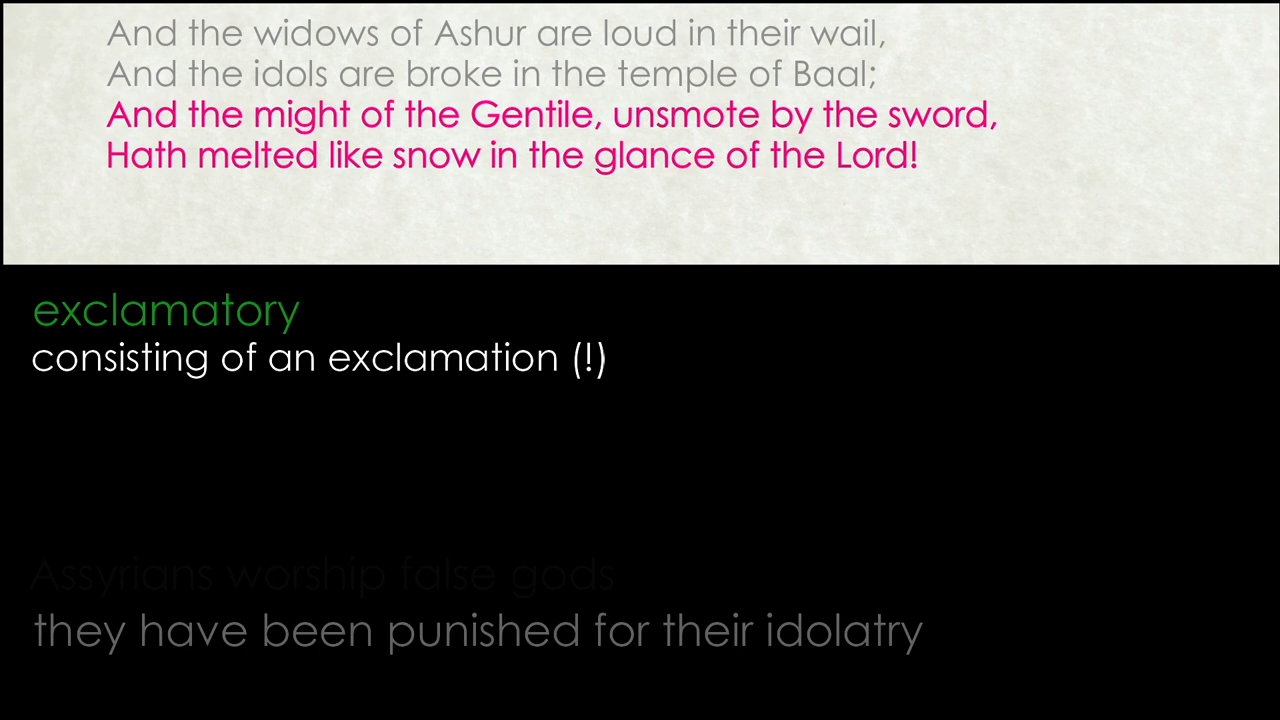 And the widows of Ashur are loud in their wail,
And the idols are broke in the temple of Baal;
And the might of the Gentile, unsmote by the sword,
Hath melted like snow in the glance of the Lord!
exclamatory
consisting of an exclamation (!)
Assyrians worship false gods
they have been punished for their idolatry